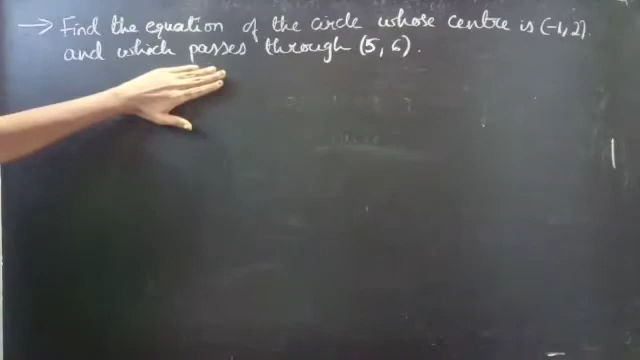 → Find the equation of the circle whose centre is (-1, 2).
and which passes through (5, 6).